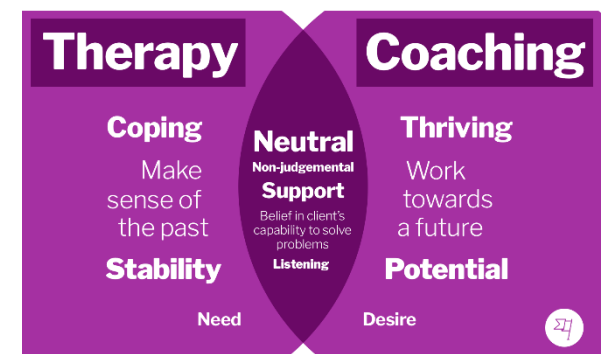 Therapy
Coaching
Coping
Make
sense of
the past
Stability
Need
Neutral
Non-judgemental
Support
Belief in client's
capability to solve
problems
Listening
Thriving
Work
towards
a future
Potential
Desire